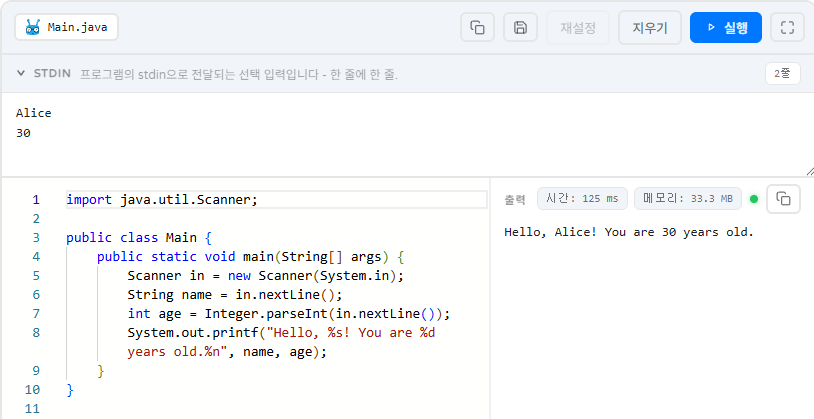 Main.java 재설정 지우기 실행
STDIN 프로그램의 stdin으로 전달되는 선택 입력입니다 - 한 줄에 한 줄. 2줄
Alice
30
1 import java.util.Scanner;
2
3 public class Main {
4 public static void main(String[] args) {
5 Scanner in = new Scanner(System.in);
6 String name = in.nextLine();
7 int age = Integer.parseInt(in.nextLine());
8 System.out.printf("Hello, %s! You are %d
years old.%n", name, age);
9 }
10 }
11
출력 시간: 125 ms 메모리: 33.3 MB
Hello, Alice! You are 30 years old.